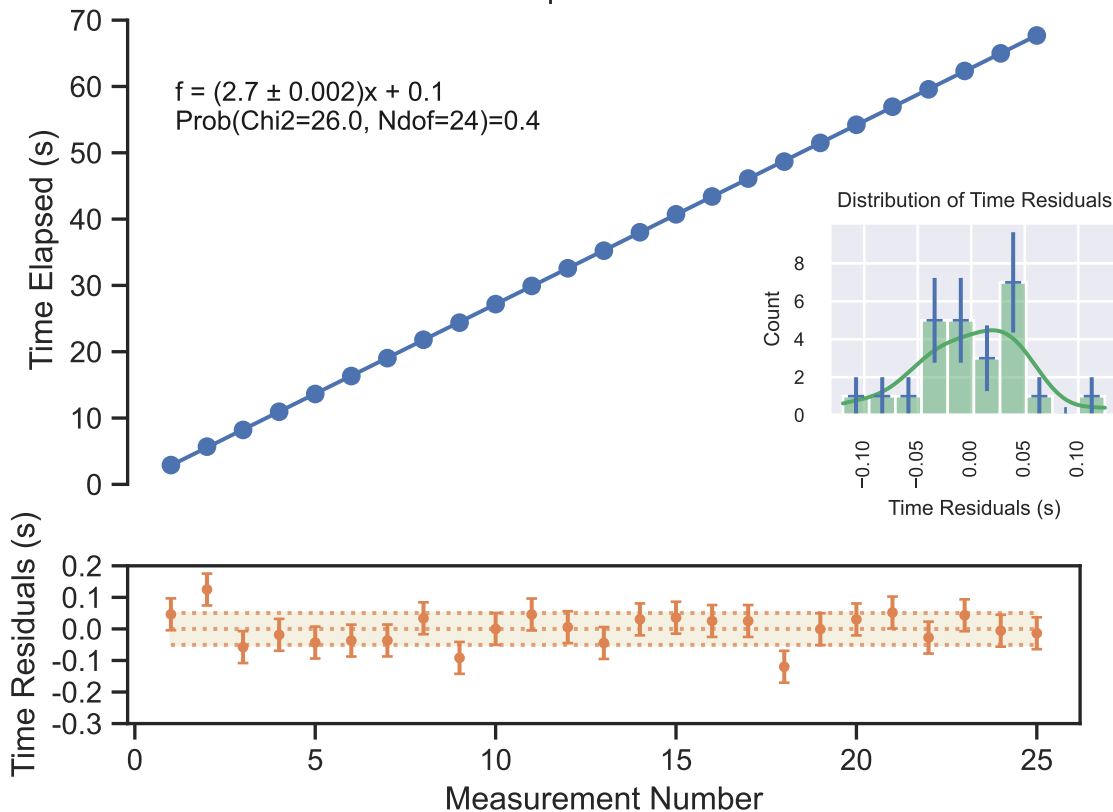 70
60
50
40
30
20
10
0
Time Elapsed (s)
f = (2.7 ± 0.002)x + 0.1
Prob(Chi2=26.0, Ndof=24)=0.4
Distribution of Time Residuals
8
6
4
2
0
Count
−0.10
−0.05
0.00
0.05
0.10
Time Residuals (s)
0.2
0.1
0.0
-0.1
-0.2
-0.3
Time Residuals (s)
0 5 10 15 20 25
Measurement Number